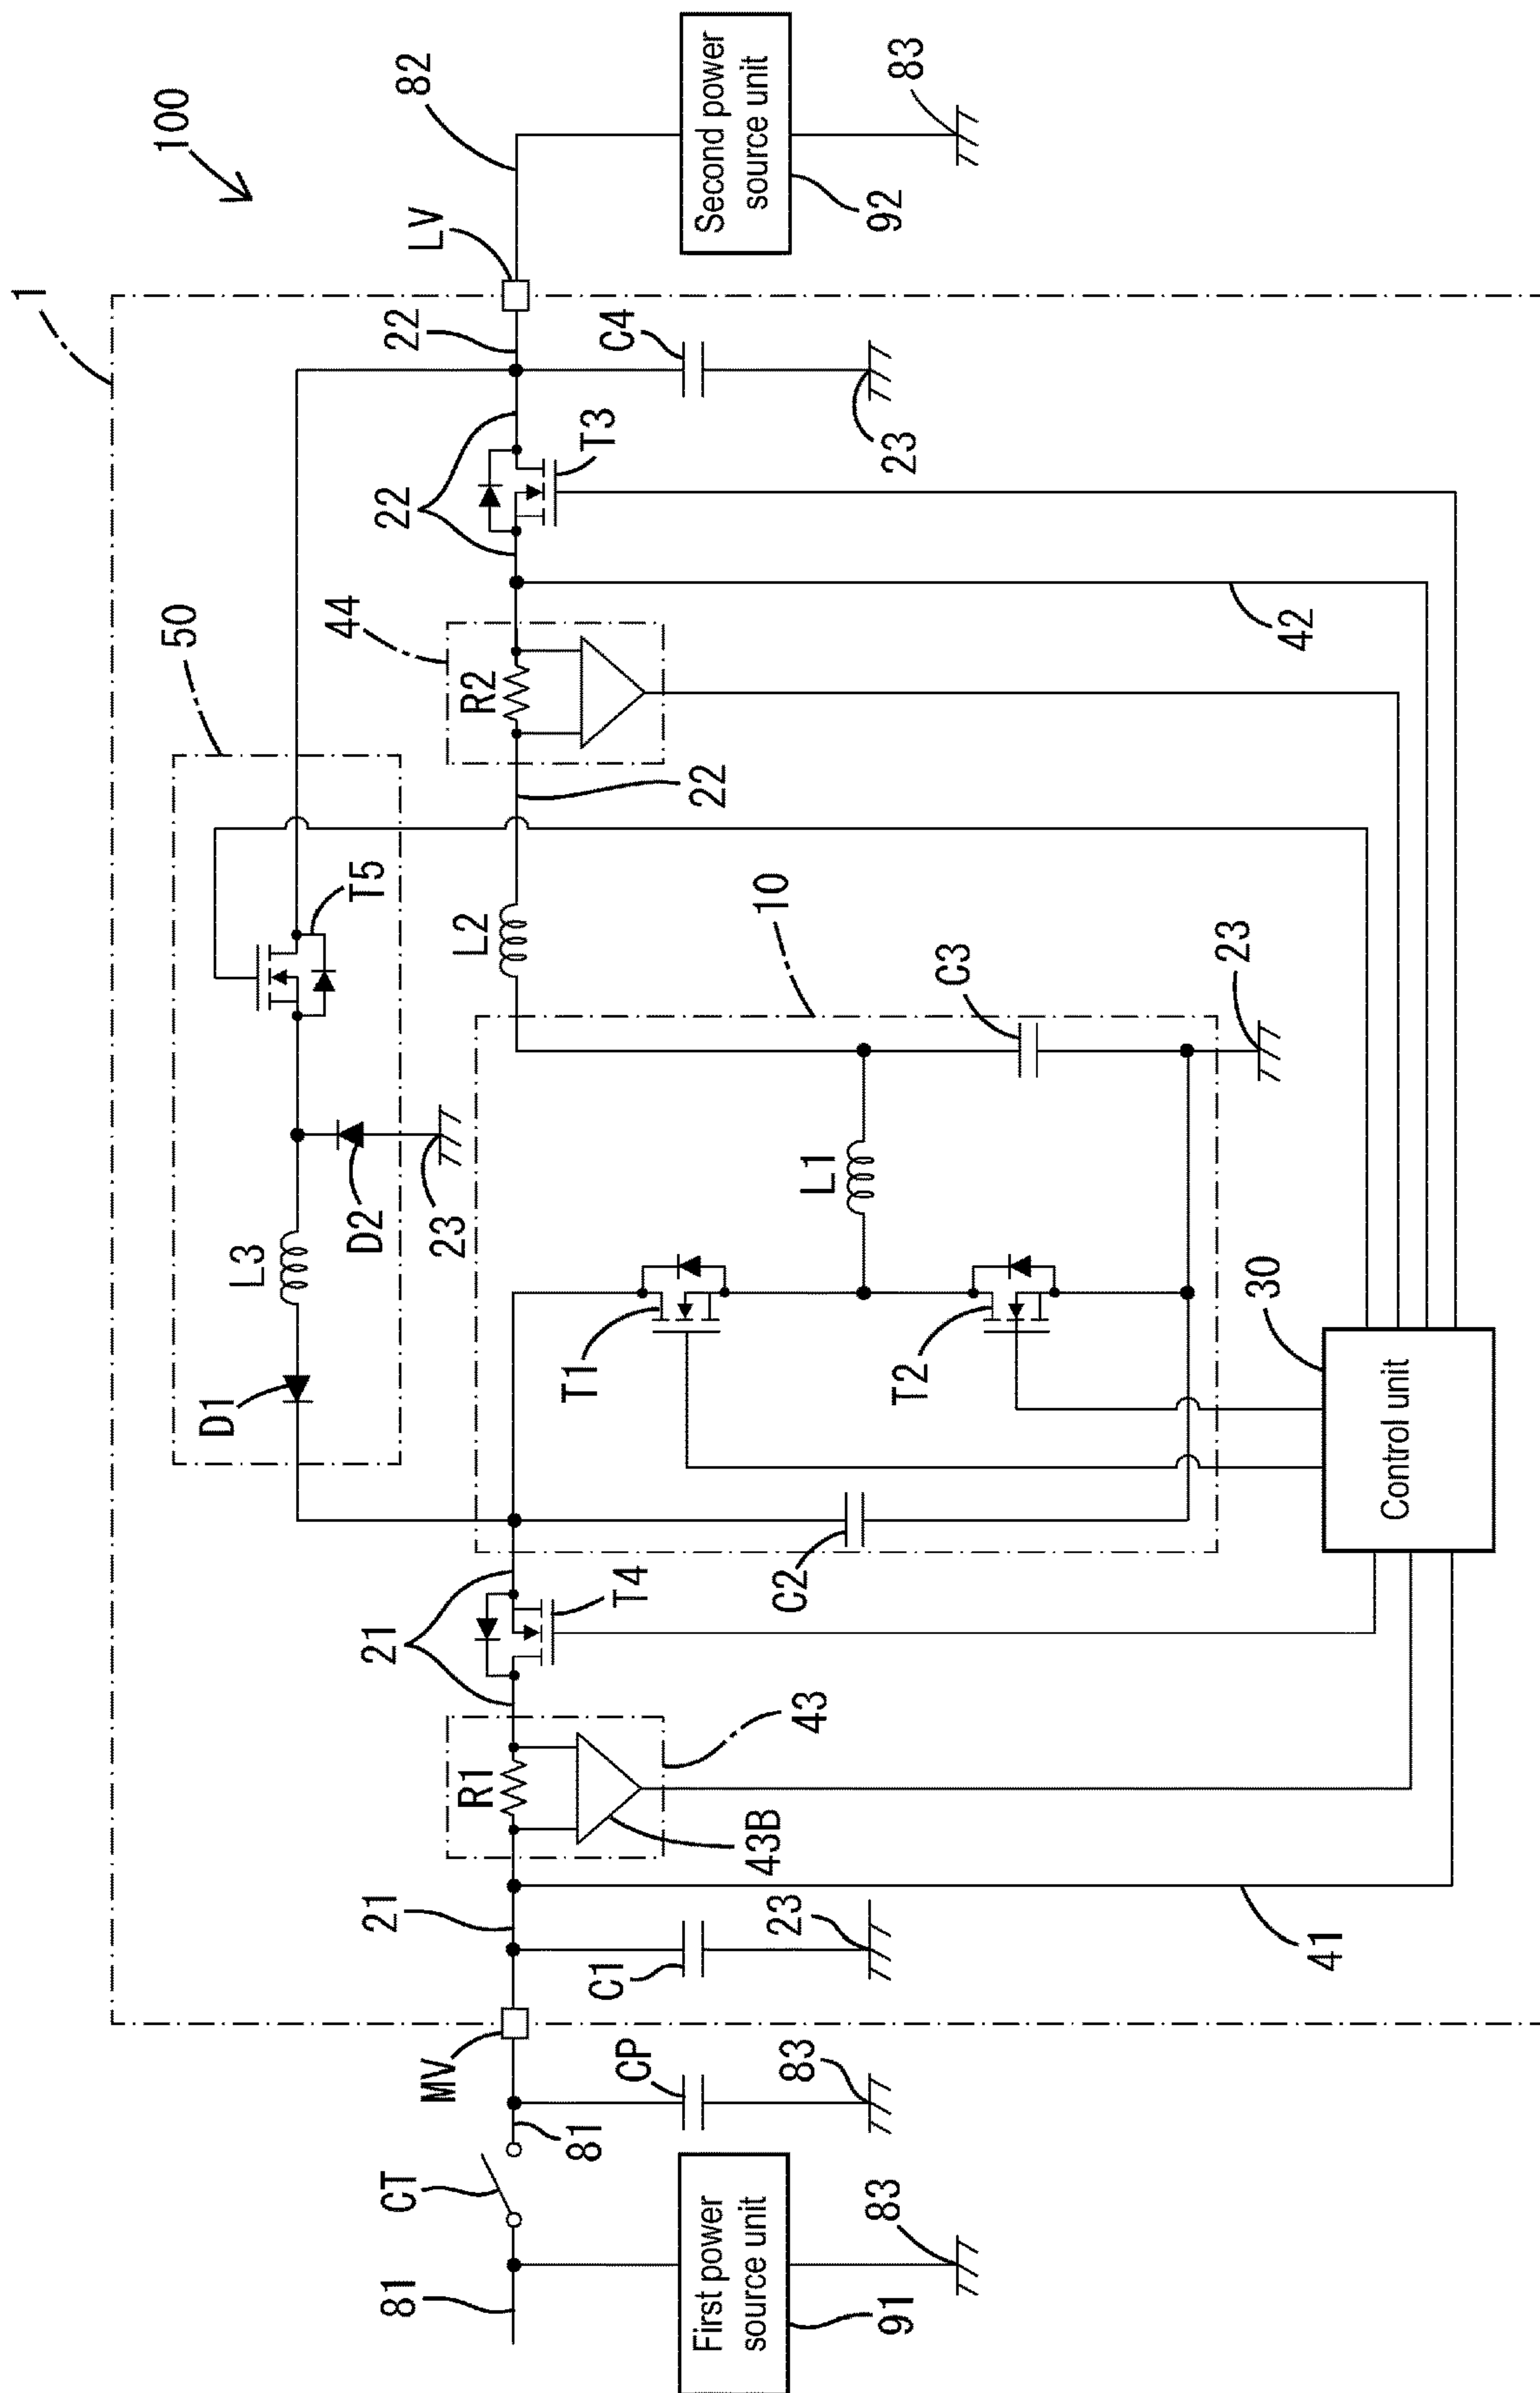 100
1
50
44
22
22
LV
82
Second power
source unit
92
83
C4
23
T3
42
R2
22
T5
L2
10
C3
23
L1
L3
D2
23
D1
T1
T2
30
Control unit
C2
T4
21
43
R1
43B
21
C1
23
41
MV
CP
83
81
CT
81
First power
source unit
91
83